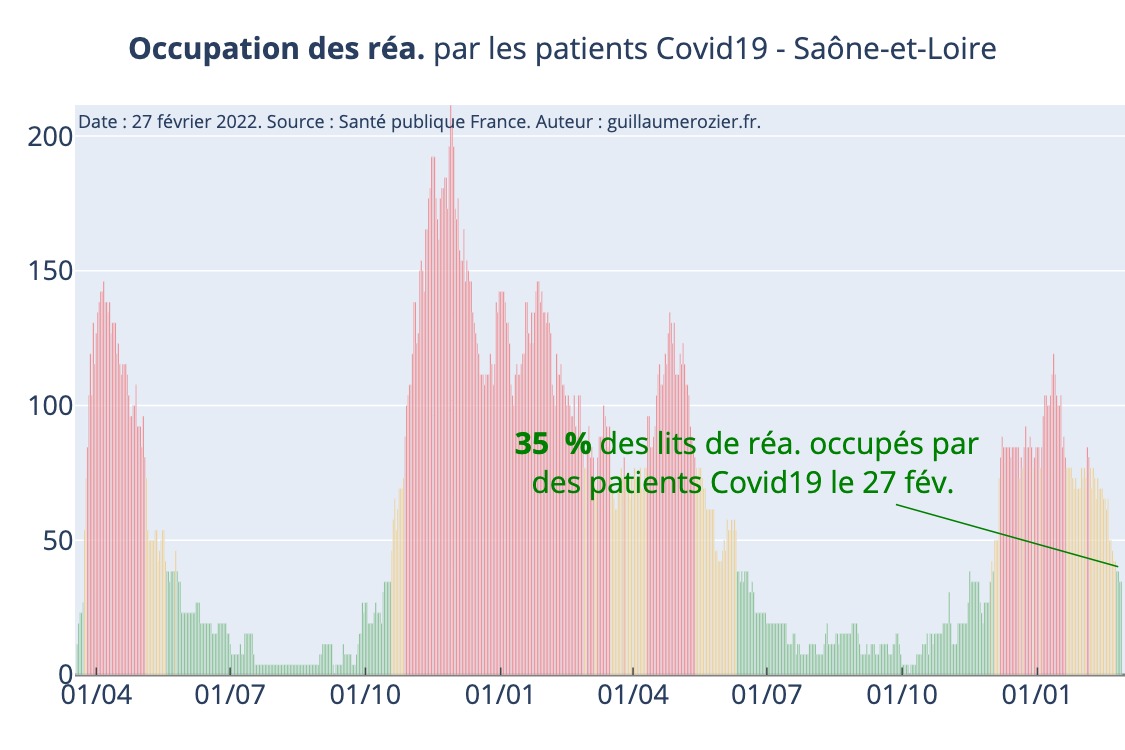 Occupation des réa. par les patients Covid19 - Saône-et-Loire
Date : 27 février 2022. Source : Santé publique France. Auteur : guillaumerozier.fr.
200
150
100
50
0
35 % des lits de réa. occupés par
des patients Covid19 le 27 fév.
01/04 01/07 01/10 01/01 01/04 01/07 01/10 01/01